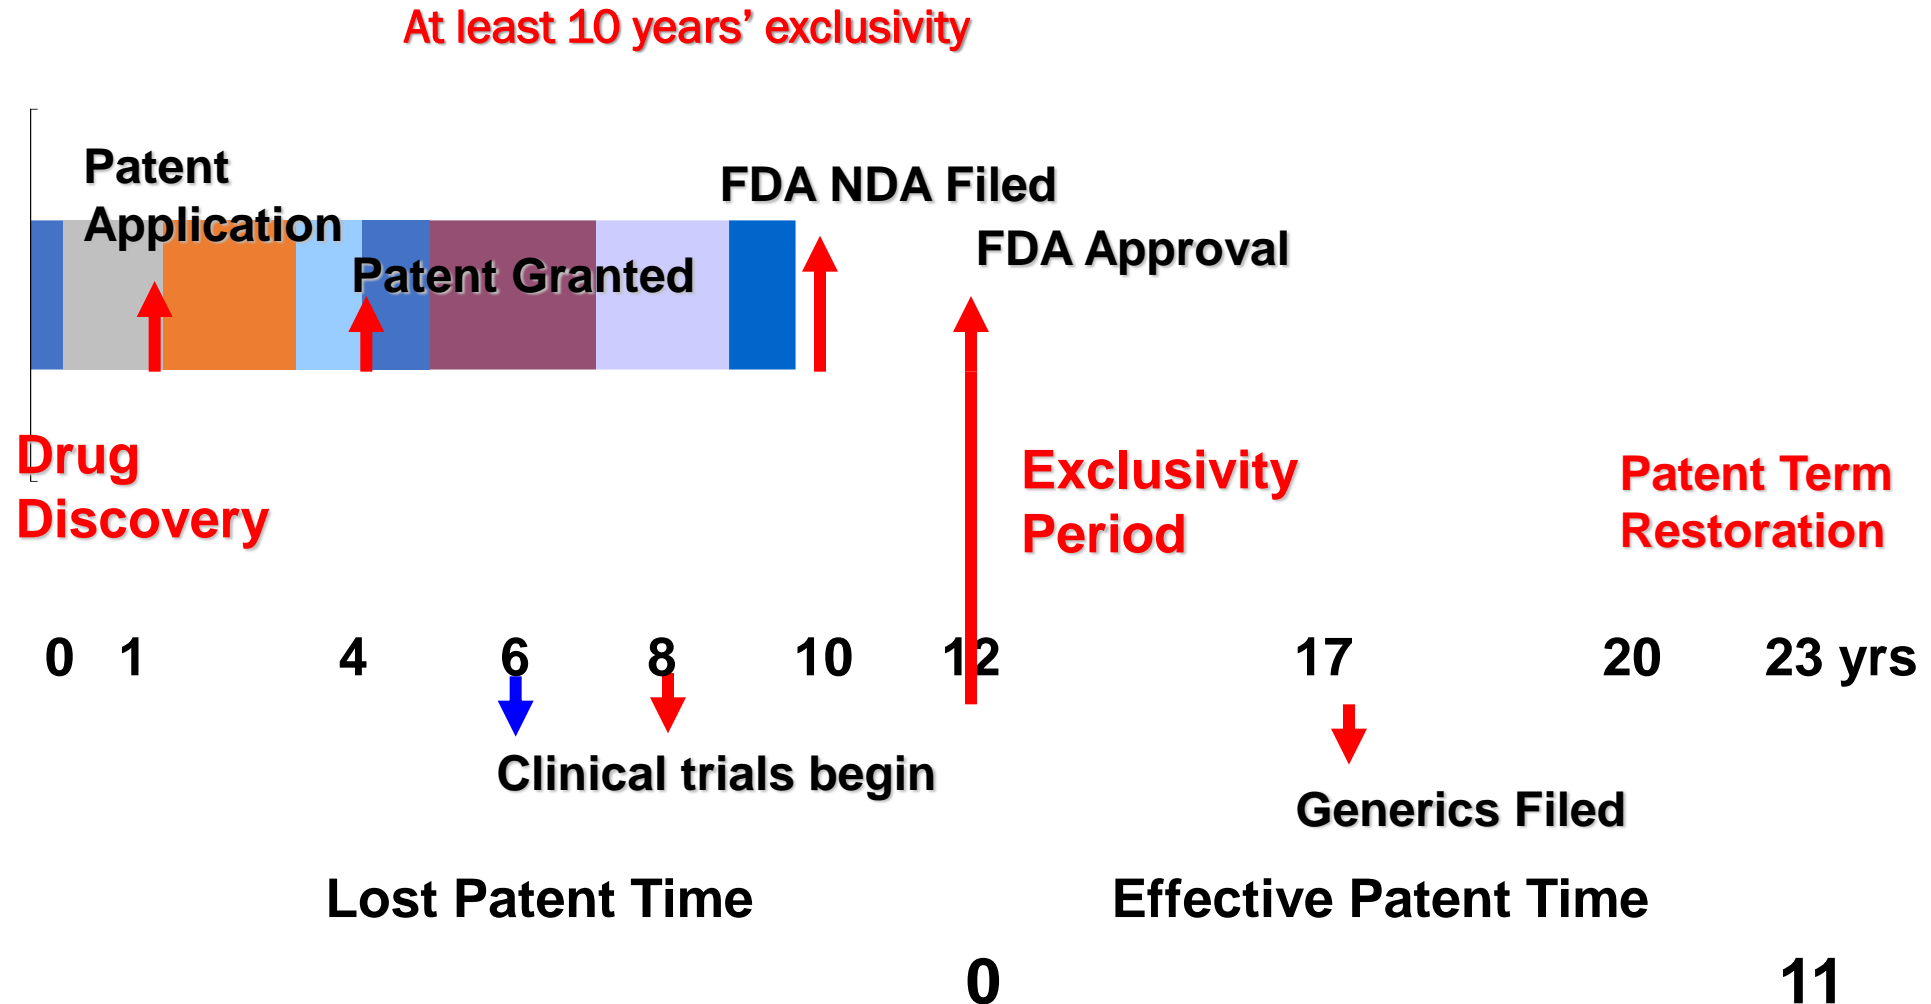 At least 10 years’ exclusivity
Patent
Application
FDA NDA Filed
FDA Approval
Patent Granted
Drug
Discovery
Exclusivity
Period
Patent Term
Restoration
0 1 4 6 8 10 12 17 20 23 yrs
Clinical trials begin
Generics Filed
Lost Patent Time
Effective Patent Time
0 11